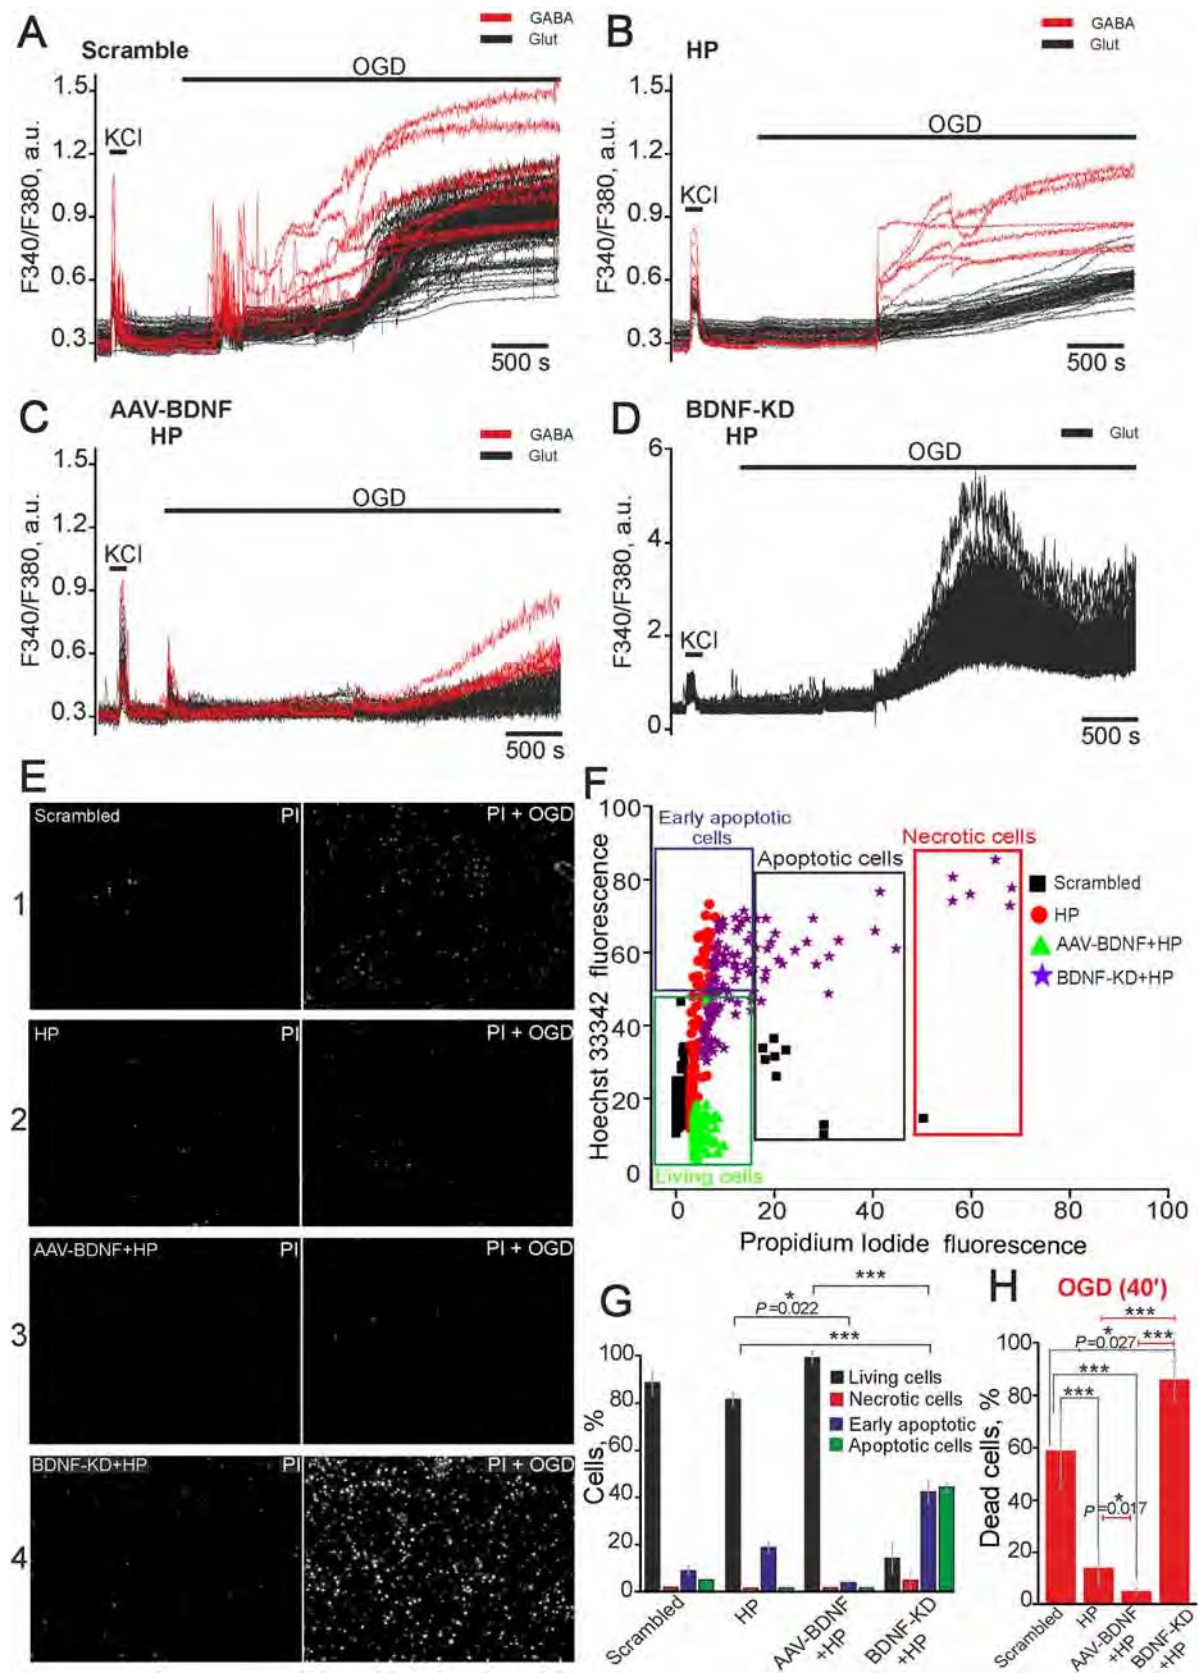 A
Scramble
GABA
Glut
OGD
KCl
F340/F380, a.u.
1.5
1.2
0.9
0.6
0.3
500 s
B
HP
GABA
Glut
OGD
KCl
F340/F380, a.u.
1.5
1.2
0.9
0.6
0.3
500 s
C
AAV-BDNF
HP
GABA
Glut
OGD
KCl
F340/F380, a.u.
1.5
1.2
0.9
0.6
0.3
500 s
D
BDNF-KD
HP
Glut
OGD
KCl
F340/F380, a.u.
6
4
2
0
500 s
E
1
Scrambled
PI
PI + OGD
2
HP
PI
PI + OGD
3
AAV-BDNF+HP
PI
PI + OGD
4
BDNF-KD+HP
PI
PI + OGD
F
Hoechst 33342 fluorescence
100
80
60
40
20
0
Early apoptotic
cells
Apoptotic cells
Necrotic cells
Living cells
Scrambled
HP
AAV-BDNF+HP
BDNF-KD+HP
0 20 40 60 80 100
Propidium Iodide fluorescence
G
***
*
P=0.022
***
Cells, %
100
80
60
40
20
0
Living cells
Necrotic cells
Early apoptotic
Apoptotic cells
Scrambled
HP
AAV-BDNF
+HP
BDNF-KD
+HP
H
OGD (40')
***
*
P=0.027
***
***
***
*
P=0.017
Dead cells, %
100
80
60
40
20
0
Scrambled
HP
AAV-BDNF
+HP
BDNF-KD
+HP